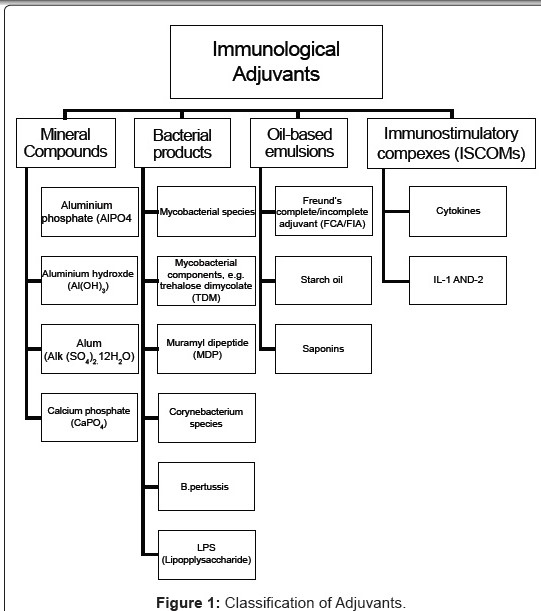 Immunological
Adjuvants
Mineral
Compounds
Bacterial
products
Oil-based
emulsions
Immunostimulatory
compexes (ISCOMs)
Aluminium
phosphate (AlPO4
Aluminium hydroxde
(Al(OH)3)
Alum
(Alk (SO4)2.12H2O)
Calcium phosphate
(CaPO4)
Mycobacterial species
Mycobacterial
components, e.g.
trehalose dimycolate
(TDM)
Muramyl dipeptide
(MDP)
Corynebacterium
species
B.pertussis
LPS
(Lipopplysaccharide)
Freund's
complete/incomplete
adjuvant (FCA/FIA)
Starch oil
Saponins
Cytokines
IL-1 AND-2
Figure 1: Classification of Adjuvants.